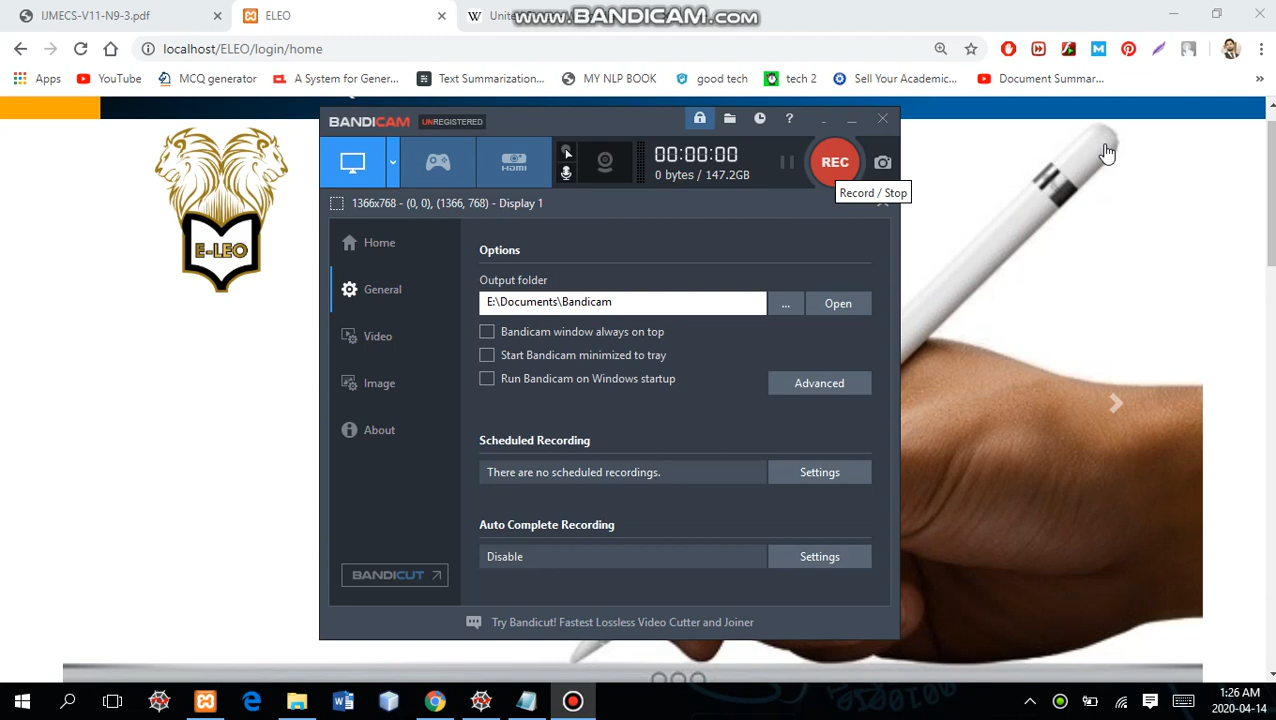 IJMECS-V11-N9-3.pdf
ELEO
Unite
www.BANDICAM.com
localhost/ELEO/login/home
Apps
YouTube
MCQ generator
A System for Gener...
Text Summarization...
MY NLP BOOK
good tech
tech 2
Sell Your Academic...
Document Summar...
»
E-LEO
BANDICAM
UNREGISTERED
HDMI
00:00:00
0 bytes / 147.2GB
REC
Record / Stop
1366x768 - (0, 0), (1366, 768) - Display 1
Home
General
Video
Image
About
BANDICUT
Options
Output folder
E:\Documents\Bandicam
...
Open
Bandicam window always on top
Start Bandicam minimized to tray
Run Bandicam on Windows startup
Advanced
Scheduled Recording
There are no scheduled recordings.
Settings
Auto Complete Recording
Disable
Settings
Try Bandicut! Fastest Lossless Video Cutter and Joiner
1:26 AM
2020-04-14